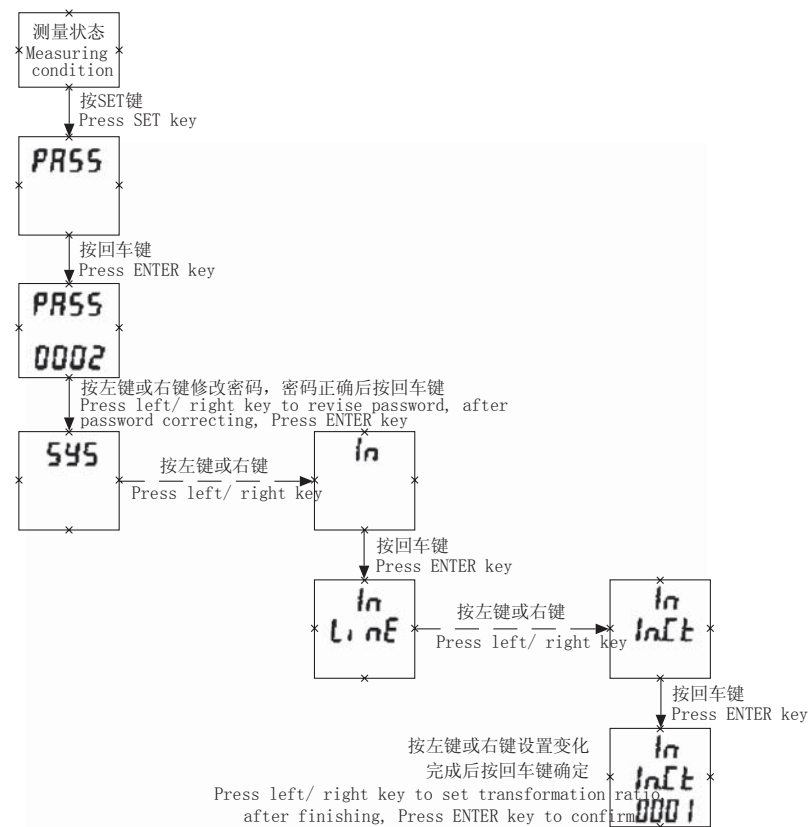 测量状态
Measuring
condition
按SET键
Press SET key
PASS
按回车键
Press ENTER key
PASS
0002
按左键或右键修改密码，密码正确后按回车键
Press left/ right key to revise password, after
password correcting, Press ENTER key
SYS
按左键或右键
Press left/ right key
In
按回车键
Press ENTER key
In
LinE
按左键或右键
Press left/ right key
In
InCt
按回车键
Press ENTER key
按左键或右键设置变化
完成后按回车键确定
Press left/ right key to set transformation ratio
after finishing, Press ENTER key to confirm
In
InCt
0001